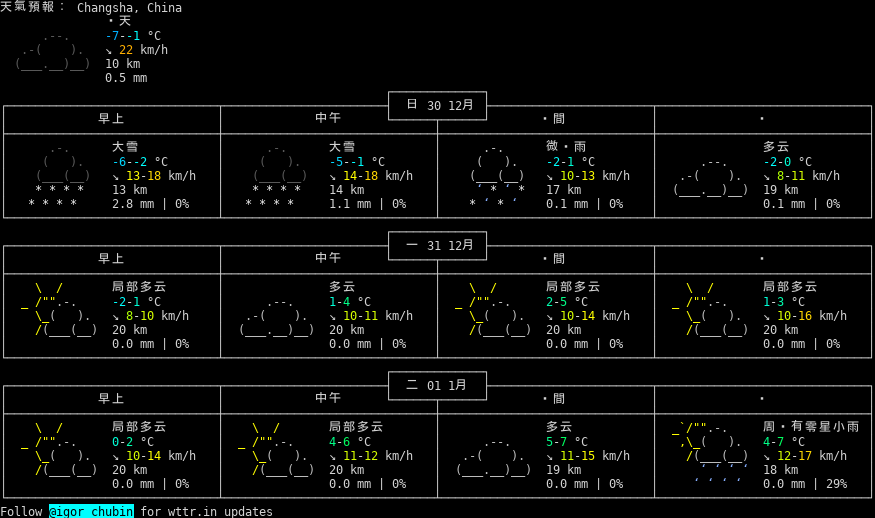 天氣預報： Changsha, China
・天
-7--1 °C
↘ 22 km/h
10 km
0.5 mm
日 30 12月
早上 中午 ・間 ・
大雪 大雪 微・雨 多云
-6--2 °C -5--1 °C -2-1 °C -2-0 °C
↘ 13-18 km/h ↘ 14-18 km/h ↘ 10-13 km/h ↘ 8-11 km/h
13 km 14 km 17 km 19 km
2.8 mm | 0% 1.1 mm | 0% 0.1 mm | 0% 0.1 mm | 0%
一 31 12月
早上 中午 ・間 ・
局部多云 多云 局部多云 局部多云
-2-1 °C 1-4 °C 2-5 °C 1-3 °C
↘ 8-10 km/h ↘ 10-11 km/h ↘ 10-14 km/h ↘ 10-16 km/h
20 km 20 km 20 km 20 km
0.0 mm | 0% 0.0 mm | 0% 0.0 mm | 0% 0.0 mm | 0%
二 01 1月
早上 中午 ・間 ・
局部多云 局部多云 多云 周・有零星小雨
0-2 °C 4-6 °C 5-7 °C 4-7 °C
↘ 10-14 km/h ↘ 11-12 km/h ↘ 11-15 km/h ↘ 12-17 km/h
20 km 20 km 19 km 18 km
0.0 mm | 0% 0.0 mm | 0% 0.0 mm | 0% 0.0 mm | 29%
Follow @igor_chubin for wttr.in updates